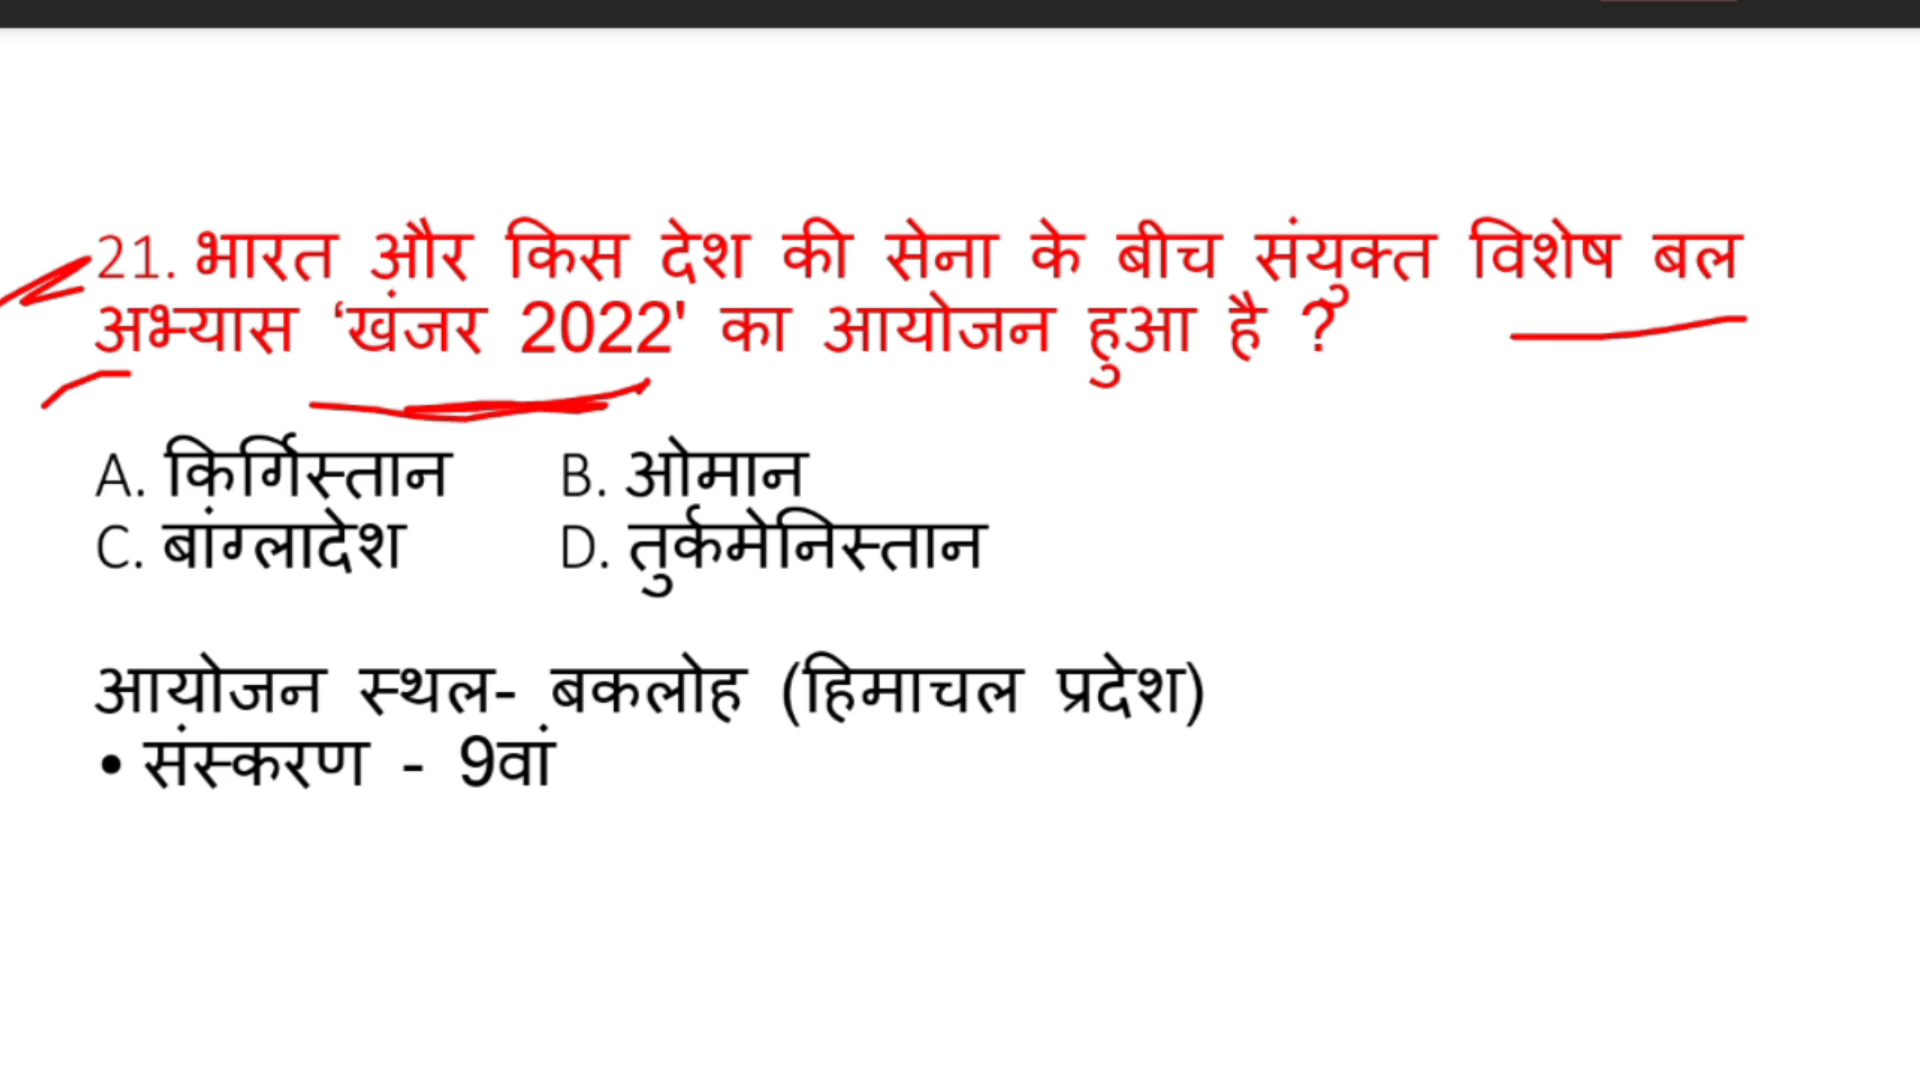 21. भारत और किस देश की सेना के बीच संयुक्त विशेष बल
अभ्यास ‘खंजर 2022' का आयोजन हुआ है ?
A. किर्गिस्तान B. ओमान
C. बांग्लादेश D. तुर्कमेनिस्तान
आयोजन स्थल- बकलोह (हिमाचल प्रदेश)
• संस्करण - 9वां